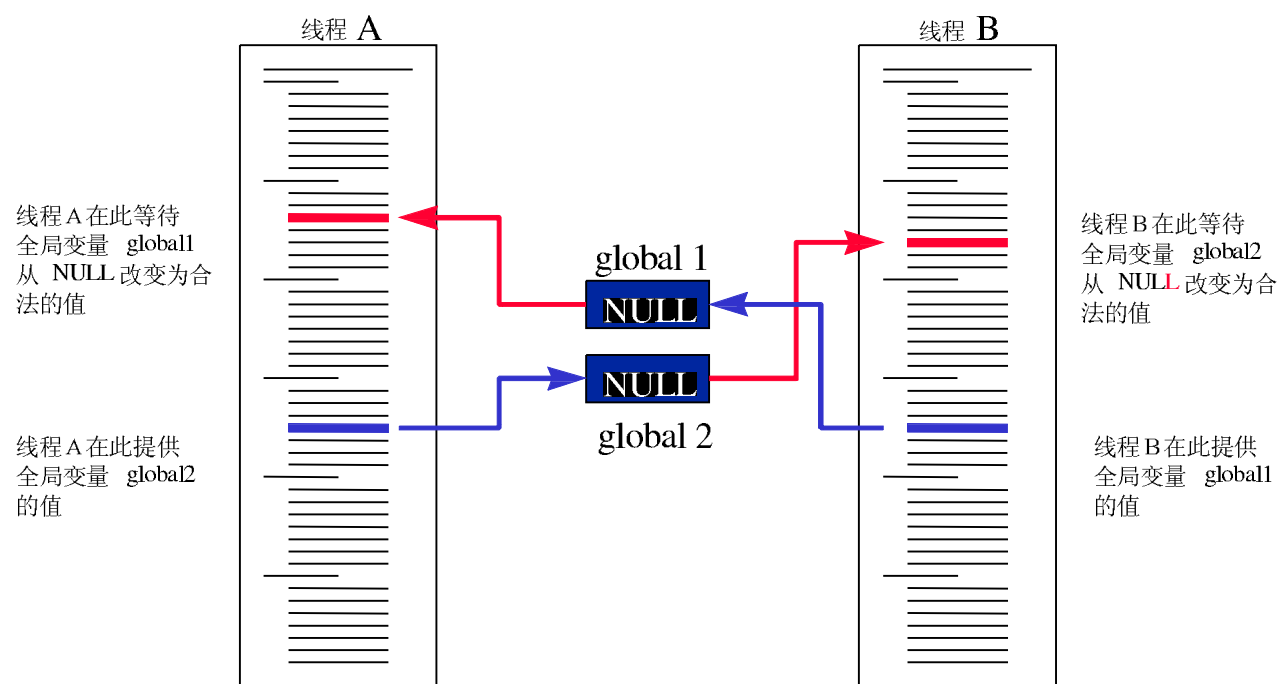 线程 A
线程 B
线程 A 在此等待
全局变量 global1
从 NULL 改变为合
法的值
global 1
NULL
NULL
global 2
线程 B 在此等待
全局变量 global2
从 NULL 改变为合
法的值
线程 A 在此提供
全局变量 global2
的值
线程 B 在此提供
全局变量 global1
的值